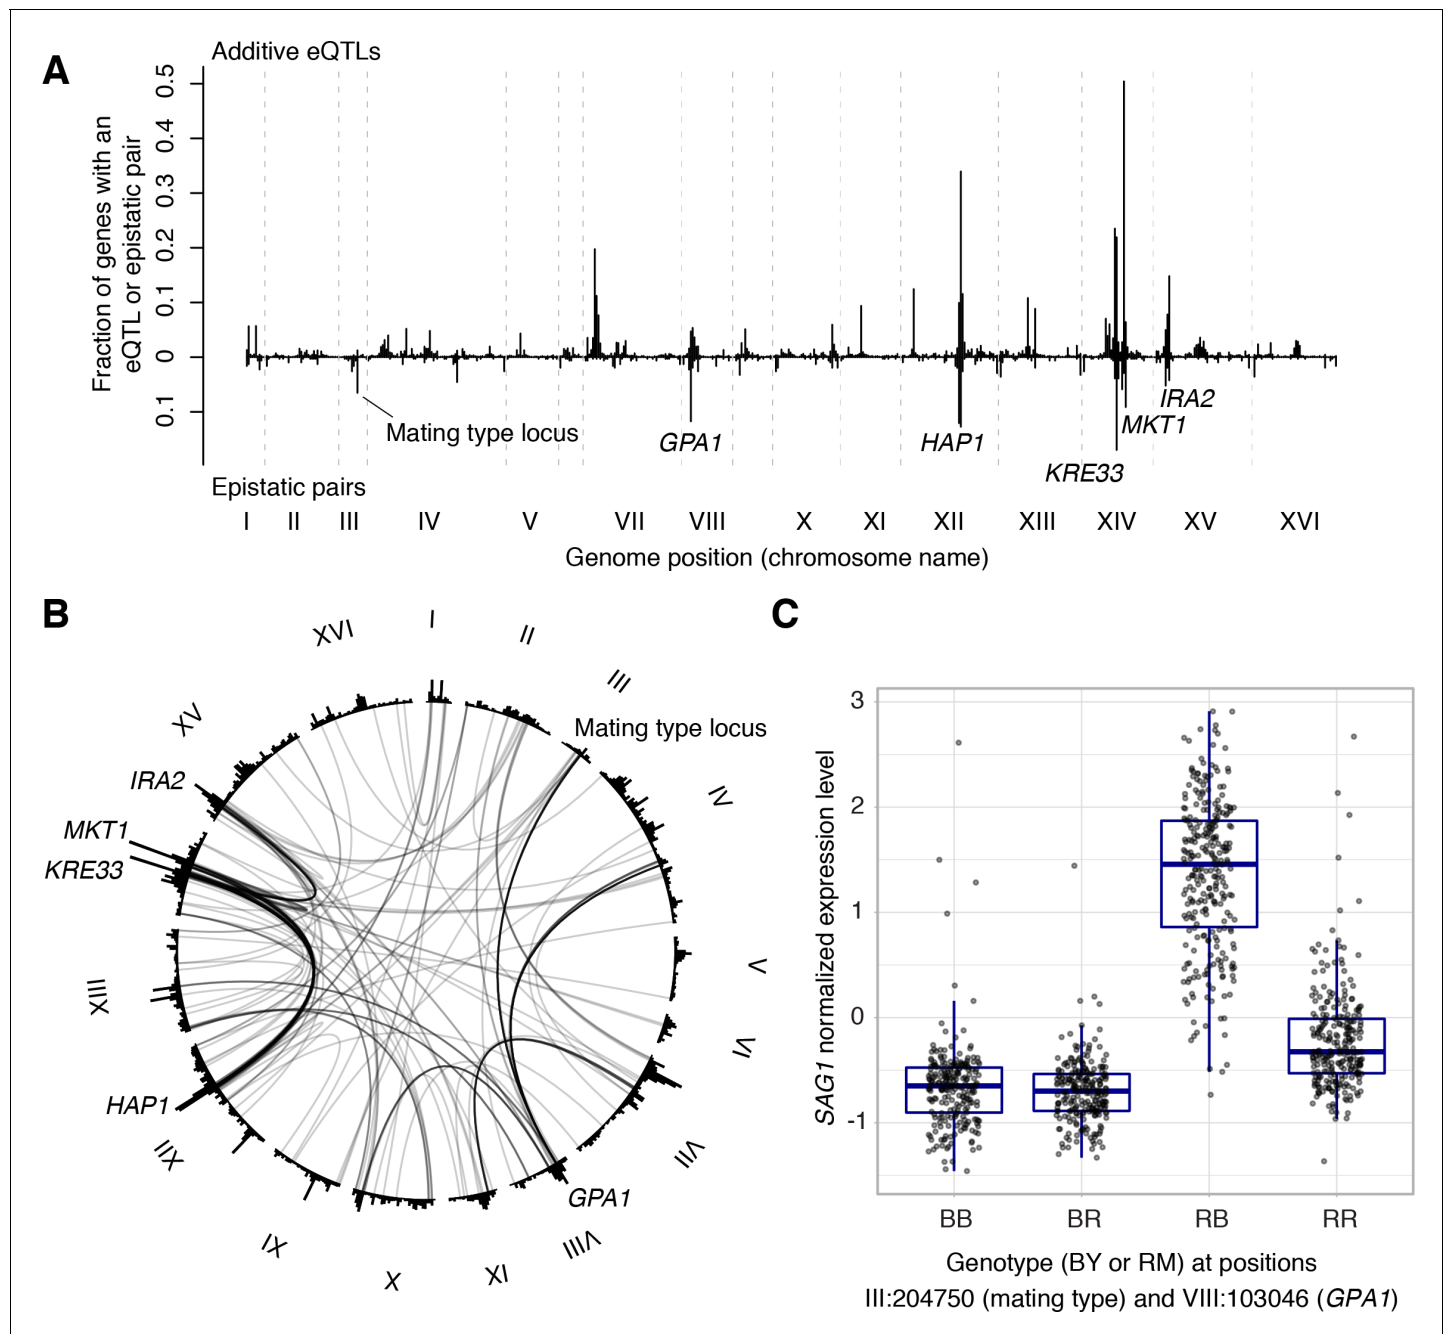 A
Additive eQTLs
Fraction of genes with an
eQTL or epistatic pair
0.5
0.4
0.3
0.2
0.1
0
0.1
Mating type locus
GPA1
HAP1
KRE33
MKT1
IRA2
Epistatic pairs
I II III IV V VII VIII X XI XII XIII XIV XV XVI
Genome position (chromosome name)
B
I
II
III
Mating type locus
IV
V
VI
VII
GPA1
VIII
XI
X
IX
XII
HAP1
XIII
KRE33
MKT1
IRA2
XV
XVI
C
SAG1 normalized expression level
3
2
1
0
-1
BB BR RB RR
Genotype (BY or RM) at positions
III:204750 (mating type) and VIII:103046 (GPA1)